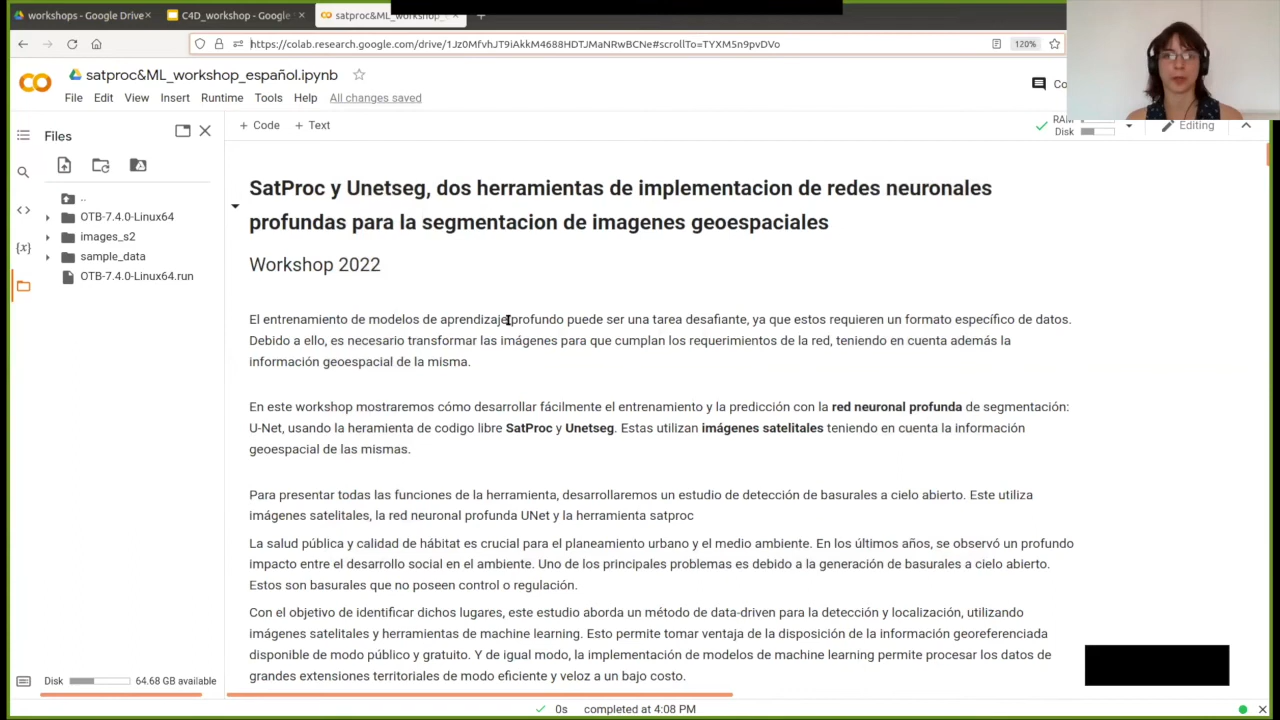 workshops - Google Drive
C4D_workshop - Google
satproc&ML_workshop_e
https://colab.research.google.com/drive/1Jz0MfvhJT9iAkkM4688HDTJMaNRwBCNe#scrollTo=TYXM5n9pvDVo
120%
satproc&ML_workshop_español.ipynb
File Edit View Insert Runtime Tools Help All changes saved
Co
Files
+ Code + Text
RAM
Disk
Editing
..
OTB-7.4.0-Linux64
images_s2
sample_data
OTB-7.4.0-Linux64.run
SatProc y Unetseg, dos herramientas de implementacion de redes neuronales
profundas para la segmentacion de imagenes geoespaciales
Workshop 2022
El entrenamiento de modelos de aprendizaje profundo puede ser una tarea desafiante, ya que estos requieren un formato específico de datos.
Debido a ello, es necesario transformar las imágenes para que cumplan los requerimientos de la red, teniendo en cuenta además la
información geoespacial de la misma.
En este workshop mostraremos cómo desarrollar fácilmente el entrenamiento y la predicción con la red neuronal profunda de segmentación:
U-Net, usando la heramienta de codigo libre SatProc y Unetseg. Estas utilizan imágenes satelitales teniendo en cuenta la información
geoespacial de las mismas.
Para presentar todas las funciones de la herramienta, desarrollaremos un estudio de detección de basurales a cielo abierto. Este utiliza
imágenes satelitales, la red neuronal profunda UNet y la herramienta satproc
La salud pública y calidad de hábitat es crucial para el planeamiento urbano y el medio ambiente. En los últimos años, se observó un profundo
impacto entre el desarrollo social en el ambiente. Uno de los principales problemas es debido a la generación de basurales a cielo abierto.
Estos son basurales que no poseen control o regulación.
Con el objetivo de identificar dichos lugares, este estudio aborda un método de data-driven para la detección y localización, utilizando
imágenes satelitales y herramientas de machine learning. Esto permite tomar ventaja de la disposición de la información georeferenciada
disponible de modo público y gratuito. Y de igual modo, la implementación de modelos de machine learning permite procesar los datos de
grandes extensiones territoriales de modo eficiente y veloz a un bajo costo.
Disk 64.68 GB available
0s completed at 4:08 PM